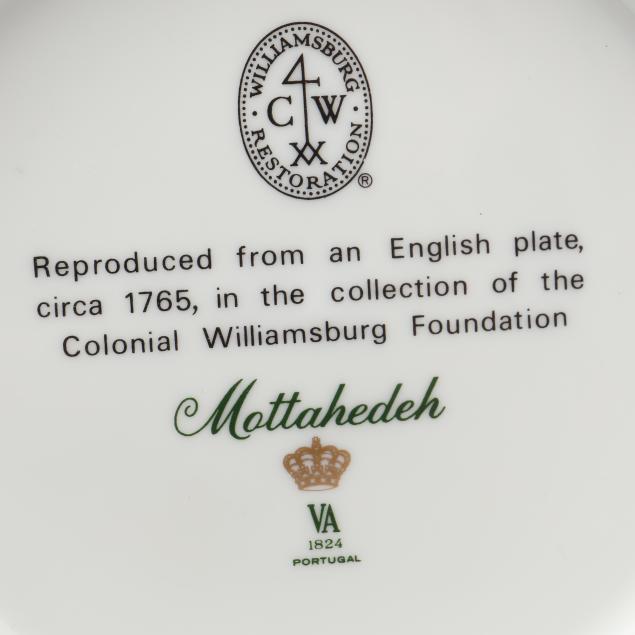 WILLIAMSBURG
C W
RESTORATION
®
Reproduced from an English plate,
circa 1765, in the collection of the
Colonial Williamsburg Foundation
Mottahedeh
VA
1824
PORTUGAL